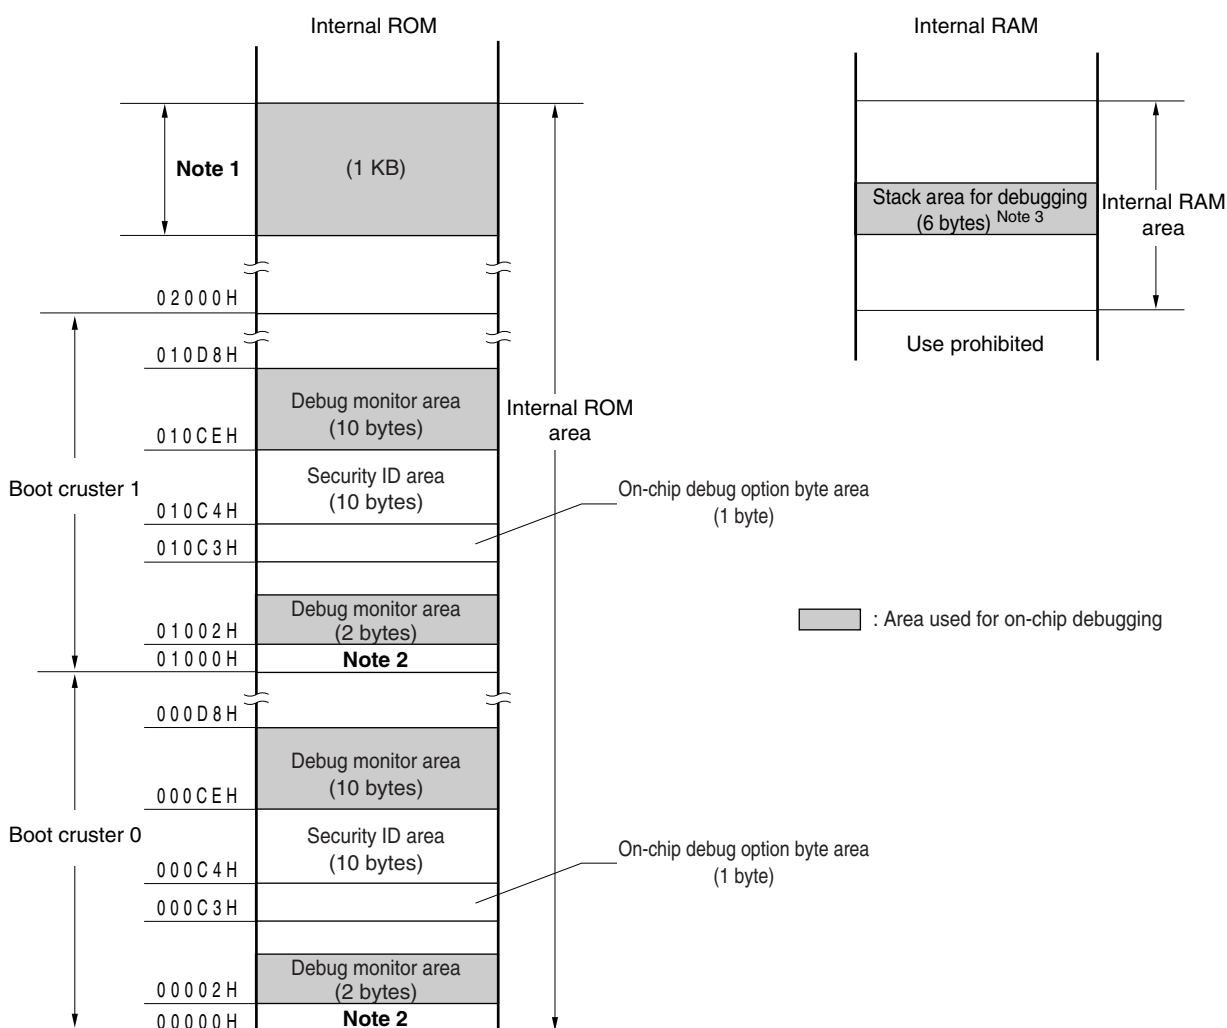 Internal ROM
Internal RAM
Note 1
(1 KB)
Stack area for debugging
(6 bytes) Note 3
Internal RAM
area
02000H
Use prohibited
010D8H
Debug monitor area
(10 bytes)
Internal ROM
area
010CEH
Boot cruster 1
Security ID area
(10 bytes)
On-chip debug option byte area
(1 byte)
010C4H
010C3H
Debug monitor area
(2 bytes)
01002H
: Area used for on-chip debugging
01000H
Note 2
000D8H
Debug monitor area
(10 bytes)
000CEH
Boot cruster 0
Security ID area
(10 bytes)
On-chip debug option byte area
(1 byte)
000C4H
000C3H
Debug monitor area
(2 bytes)
00002H
00000H
Note 2